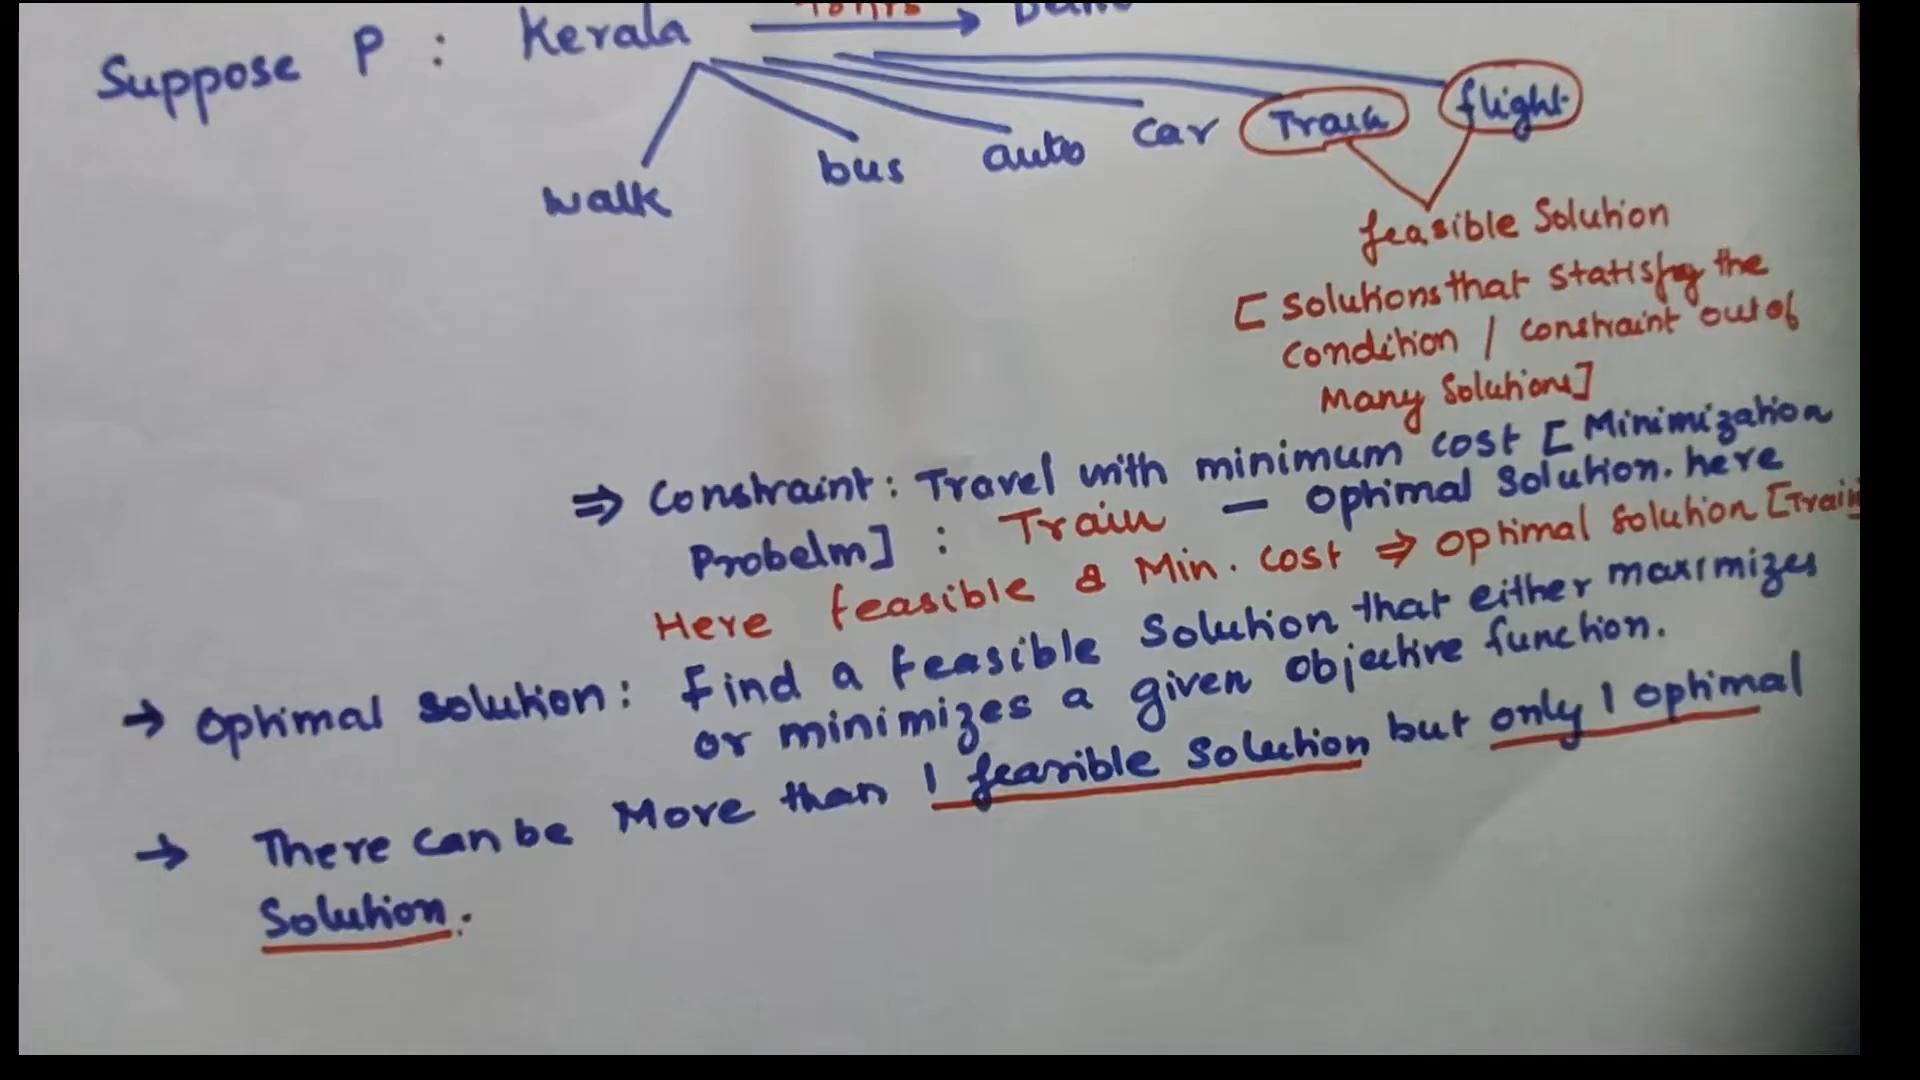 Suppose P : Kerala
walk bus auto car Train flight
feasible Solution
[ Solutions that statisfy the
condition / constraint out of
Many Solutions]
⇒ Constraint: Travel with minimum cost [ Minimization
Probelm] : Train - optimal Solution. here
Here feasible & Min. cost ⇒ optimal solution [Train]
→ Optimal solution: Find a feasible solution that either maximizes
or minimizes a given objective function.
→ There can be More than 1 feasible solution but only 1 optimal
Solution.